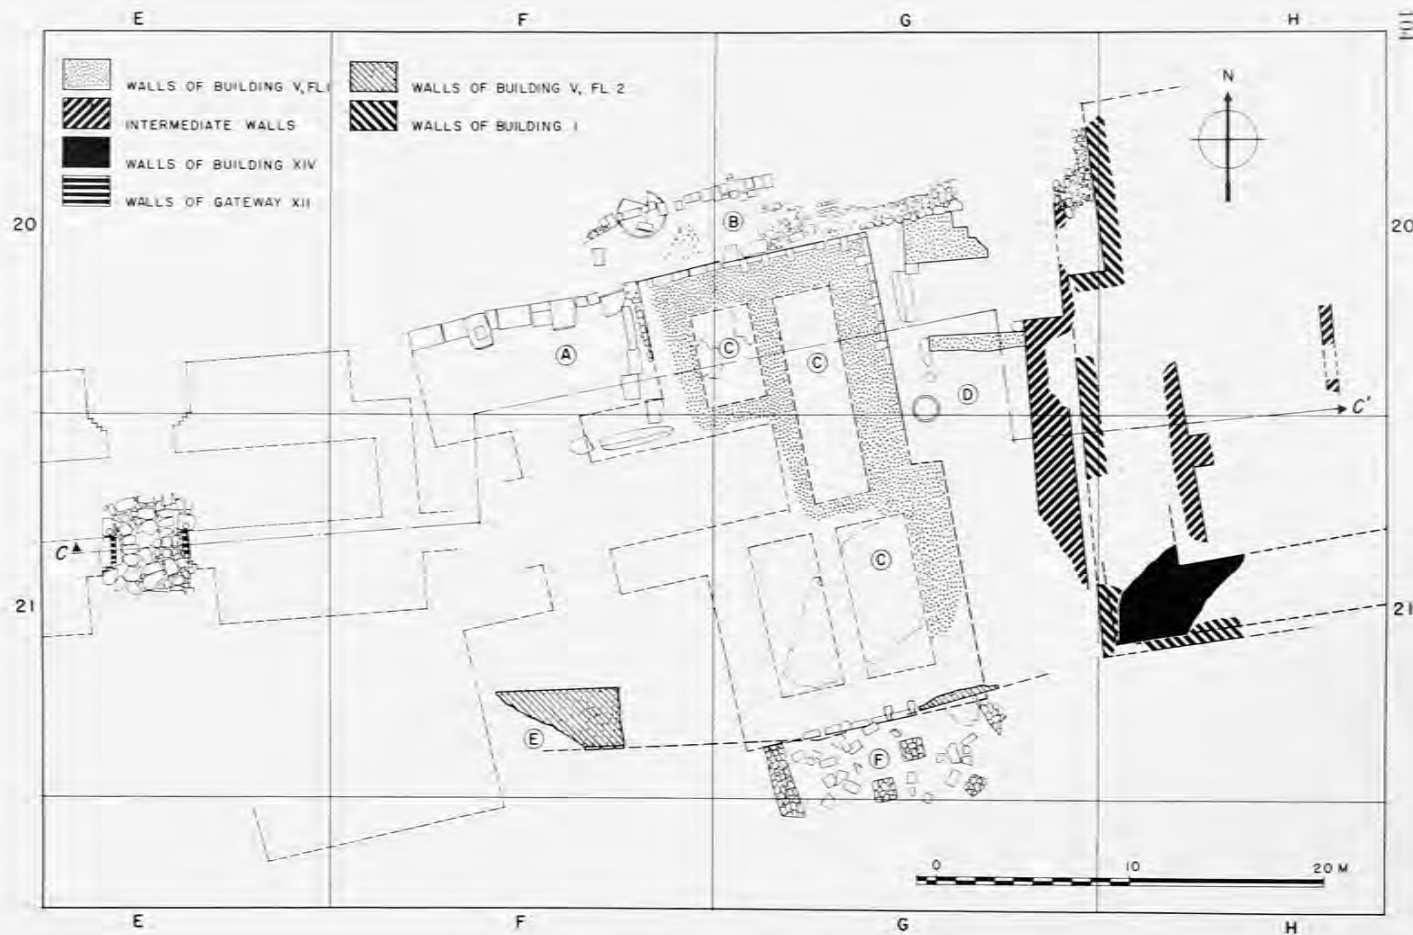 E F G H
104
WALLS OF BUILDING V, FL 1
INTERMEDIATE WALLS
WALLS OF BUILDING XIV
WALLS OF GATEWAY XII
WALLS OF BUILDING V, FL 2
WALLS OF BUILDING I
N
20 20
B
A
C
C
D
C'
C
C
21 21
E
F
0 10 20 M
E F G H